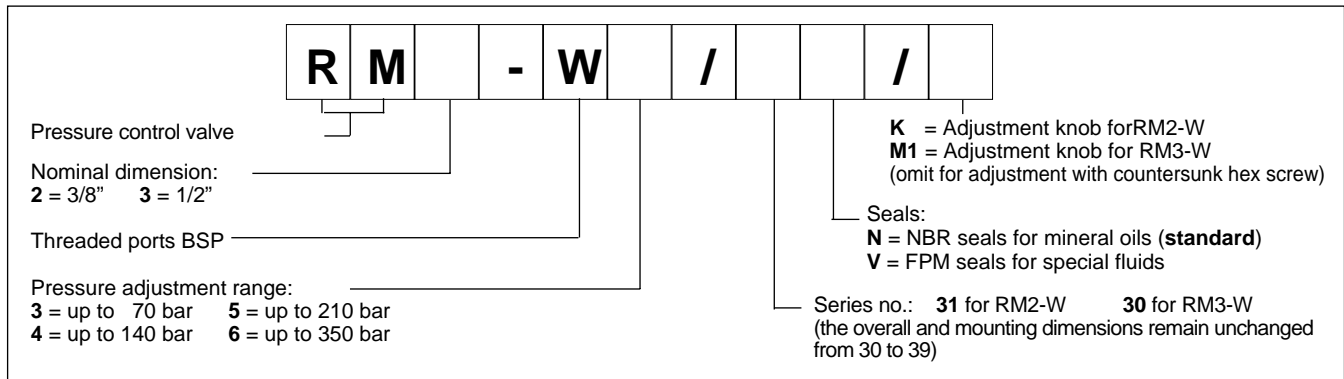 R M - W / /
Pressure control valve
Nominal dimension:
2 = 3/8” 3 = 1/2”
Threaded ports BSP
Pressure adjustment range:
3 = up to 70 bar 5 = up to 210 bar
4 = up to 140 bar 6 = up to 350 bar
K = Adjustment knob forRM2-W
M1 = Adjustment knob for RM3-W
(omit for adjustment with countersunk hex screw)
Seals:
N = NBR seals for mineral oils (standard)
V = FPM seals for special fluids
Series no.: 31 for RM2-W 30 for RM3-W
(the overall and mounting dimensions remain unchanged
from 30 to 39)